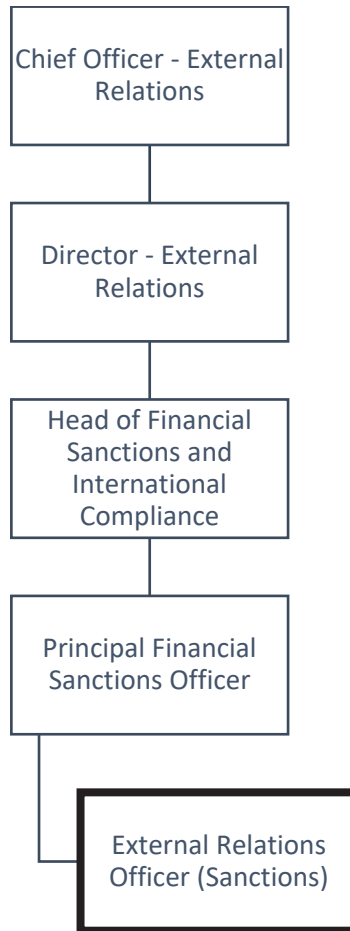 Chief Officer - External
Relations
Director - External
Relations
Head of Financial
Sanctions and
International
Compliance
Principal Financial
Sanctions Officer
External Relations
Officer (Sanctions)